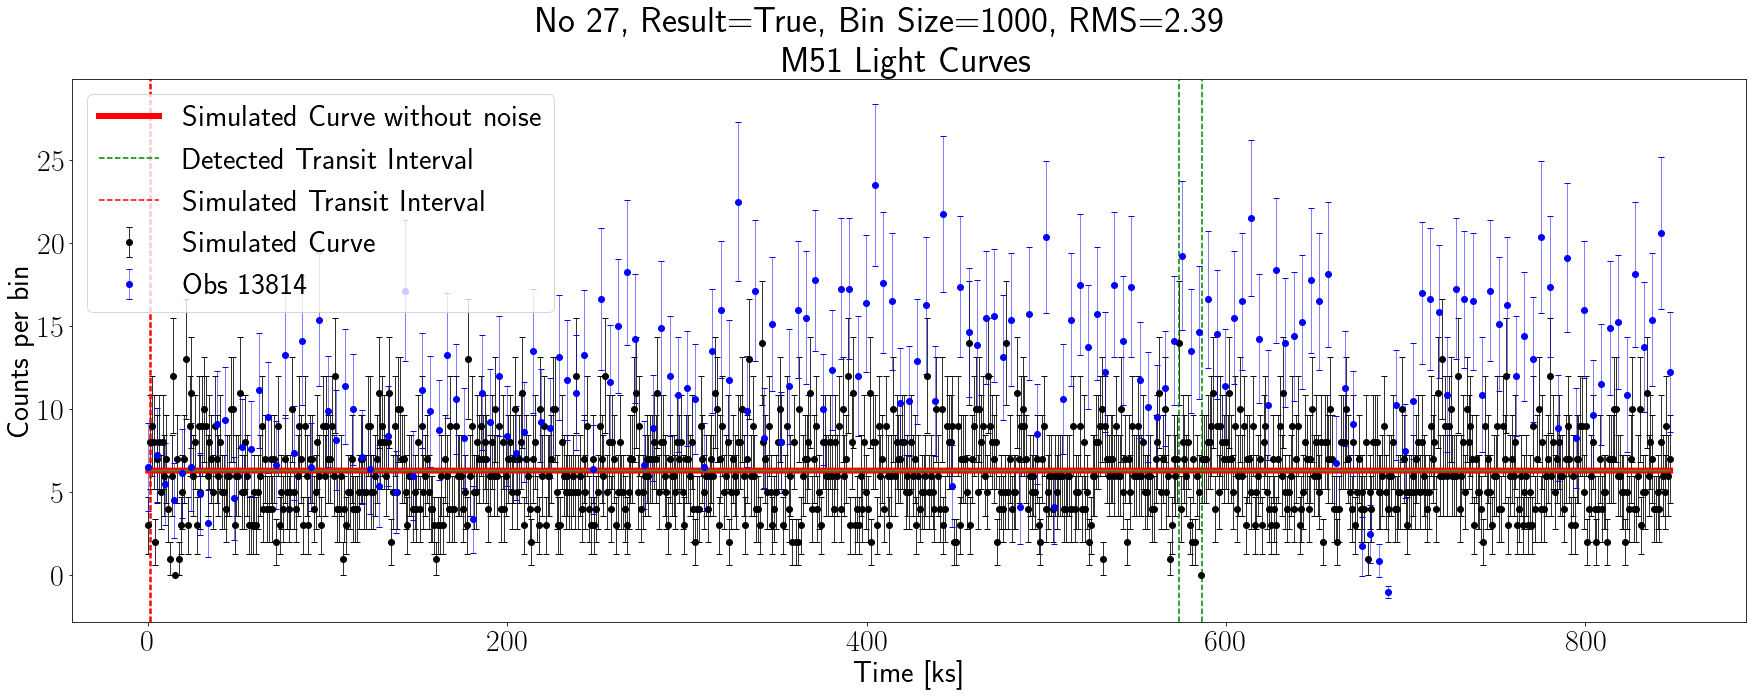 No 27, Result=True, Bin Size=1000, RMS=2.39
M51 Light Curves
Simulated Curve without noise
Detected Transit Interval
Simulated Transit Interval
Simulated Curve
Obs 13814
Counts per bin
25
20
15
10
5
0
0 200 400 600 800
Time [ks]